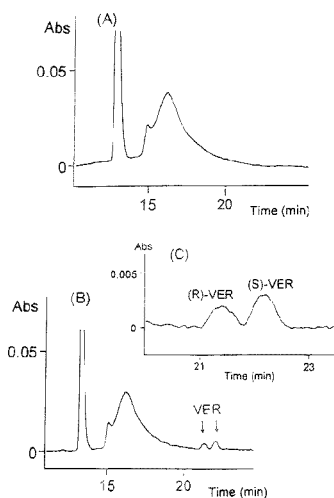 Abs
(A)
0.05
0
15
20
Time (min)
Abs
(C)
0.005
(R)-VER
(S)-VER
0
21
23
Time (min)
Abs
(B)
0.05
VER
0
15
20
Time (min)